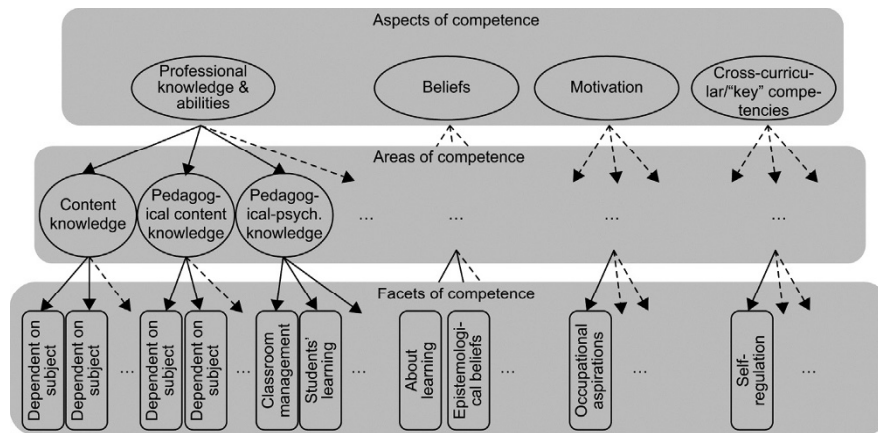 Aspects of competence
Professional
knowledge &
abilities
Beliefs
Motivation
Cross-curricu-
lar/“key” compe-
tencies
Areas of competence
Content
knowledge
Pedagog-
ical content
knowledge
Pedagog-
ical-psych.
knowledge
...
...
...
...
Facets of competence
Dependent on
subject
Dependent on
subject
...
Dependent on
subject
Dependent on
subject
...
Classroom
management
Students’
learning
...
About
learning
Epistemologi-
cal beliefs
...
Occupational
aspirations
...
Self-
regulation
...